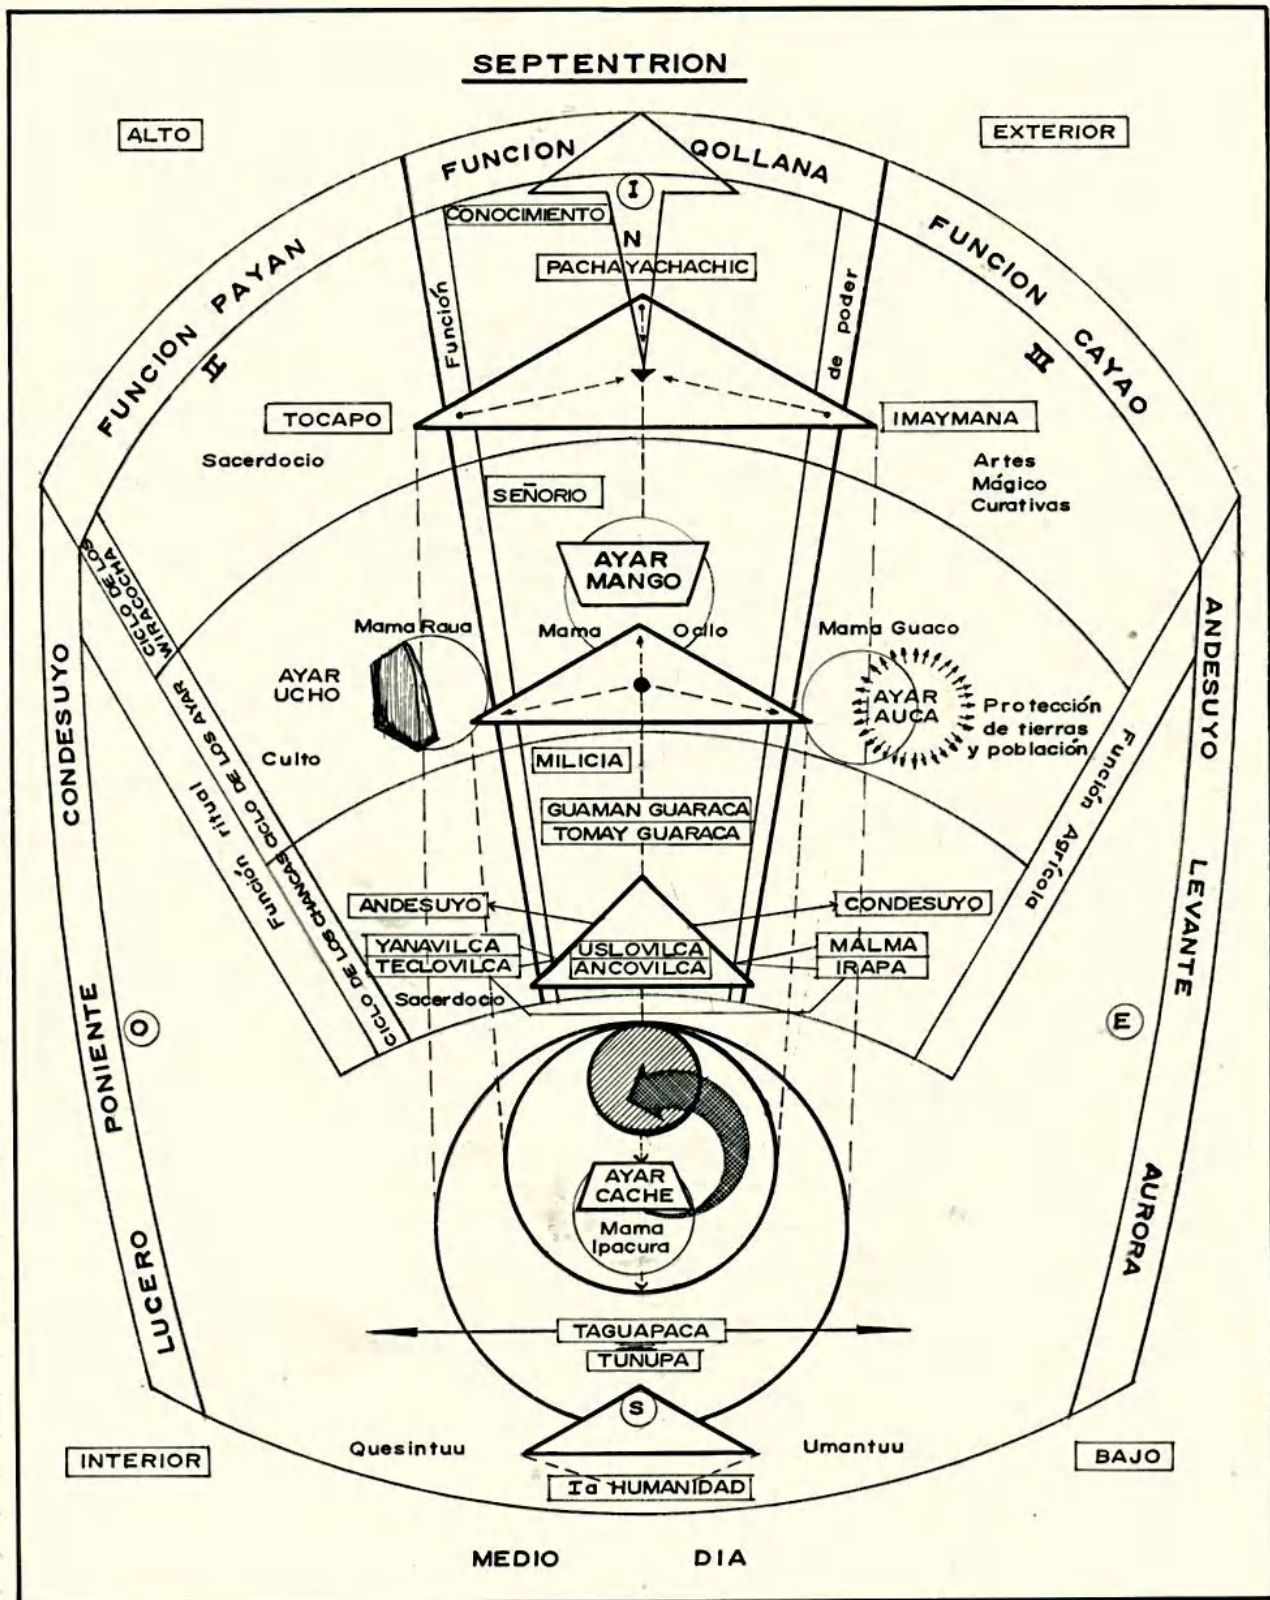 SEPTENTRION
ALTO
EXTERIOR
FUNCION QOLLANA
I
CONOCIMIENTO
N
PACHA YACHACHIC
FUNCION PAYAN
II
FUNCION CAYAO
III
Función
de poder
TOCAPO
IMAYMANA
Sacerdocio
Artes
Mágico
Curativas
SEÑORIO
AYAR
MANGO
CICLO DE LOS
WIRACOCHA
Mama Raua
Mama Ocllo
Mama Guaco
AYAR
UCHO
AYAR
AUCA
Protección
de tierras
y población
Culto
CICLO DE LOS AYAR
Función ritual
Función Agrícola
CONDESUYO
ANDESUYO
MILICIA
GUAMAN GUARACA
TOMAY GUARACA
CICLO DE LOS CHANCAS
ANDESUYO
CONDESUYO
YANAVILCA
TECLOVILCA
USLOVILCA
ANCOVILCA
MALMA
IRAPA
Sacerdocio
PONIENTE
O
LEVANTE
E
AYAR
CACHE
Mama
Ipacura
LUCERO
AURORA
TAGUAPACA
TUNUPA
S
Quesintuu
Umantuu
INTERIOR
BAJO
Ia HUMANIDAD
MEDIO DIA